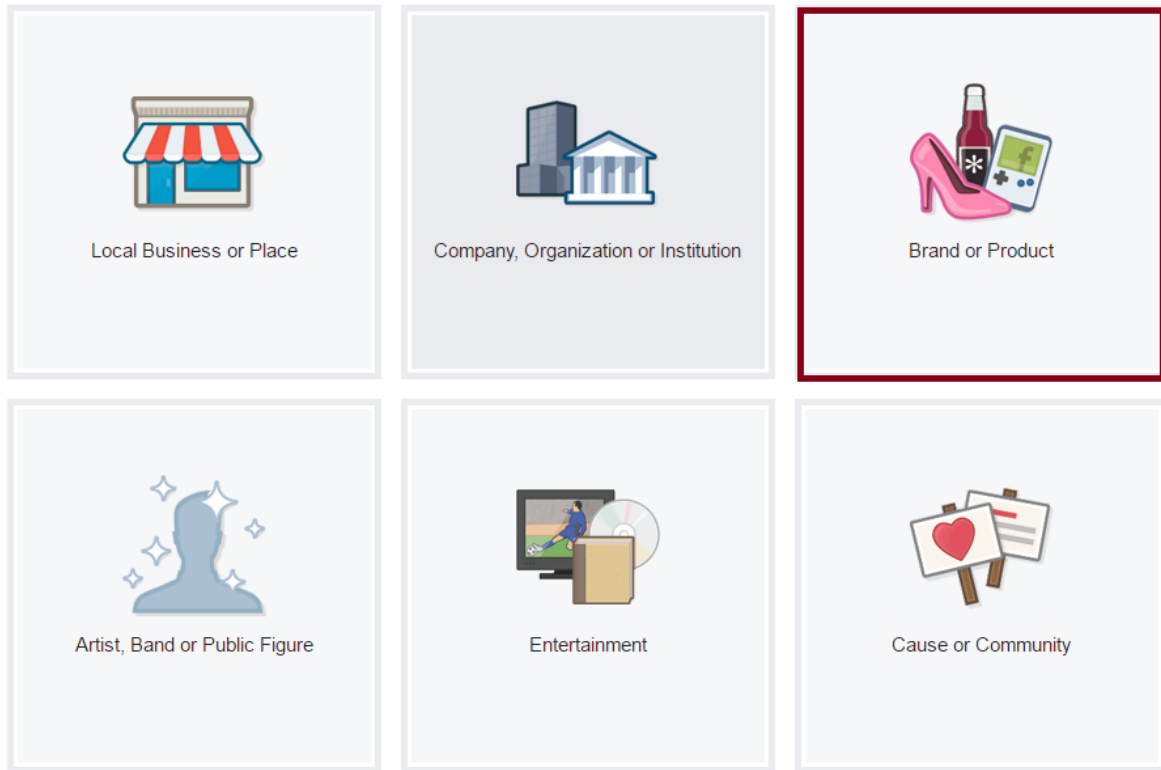 Local Business or Place
Company, Organization or Institution
Brand or Product
Artist, Band or Public Figure
Entertainment
Cause or Community